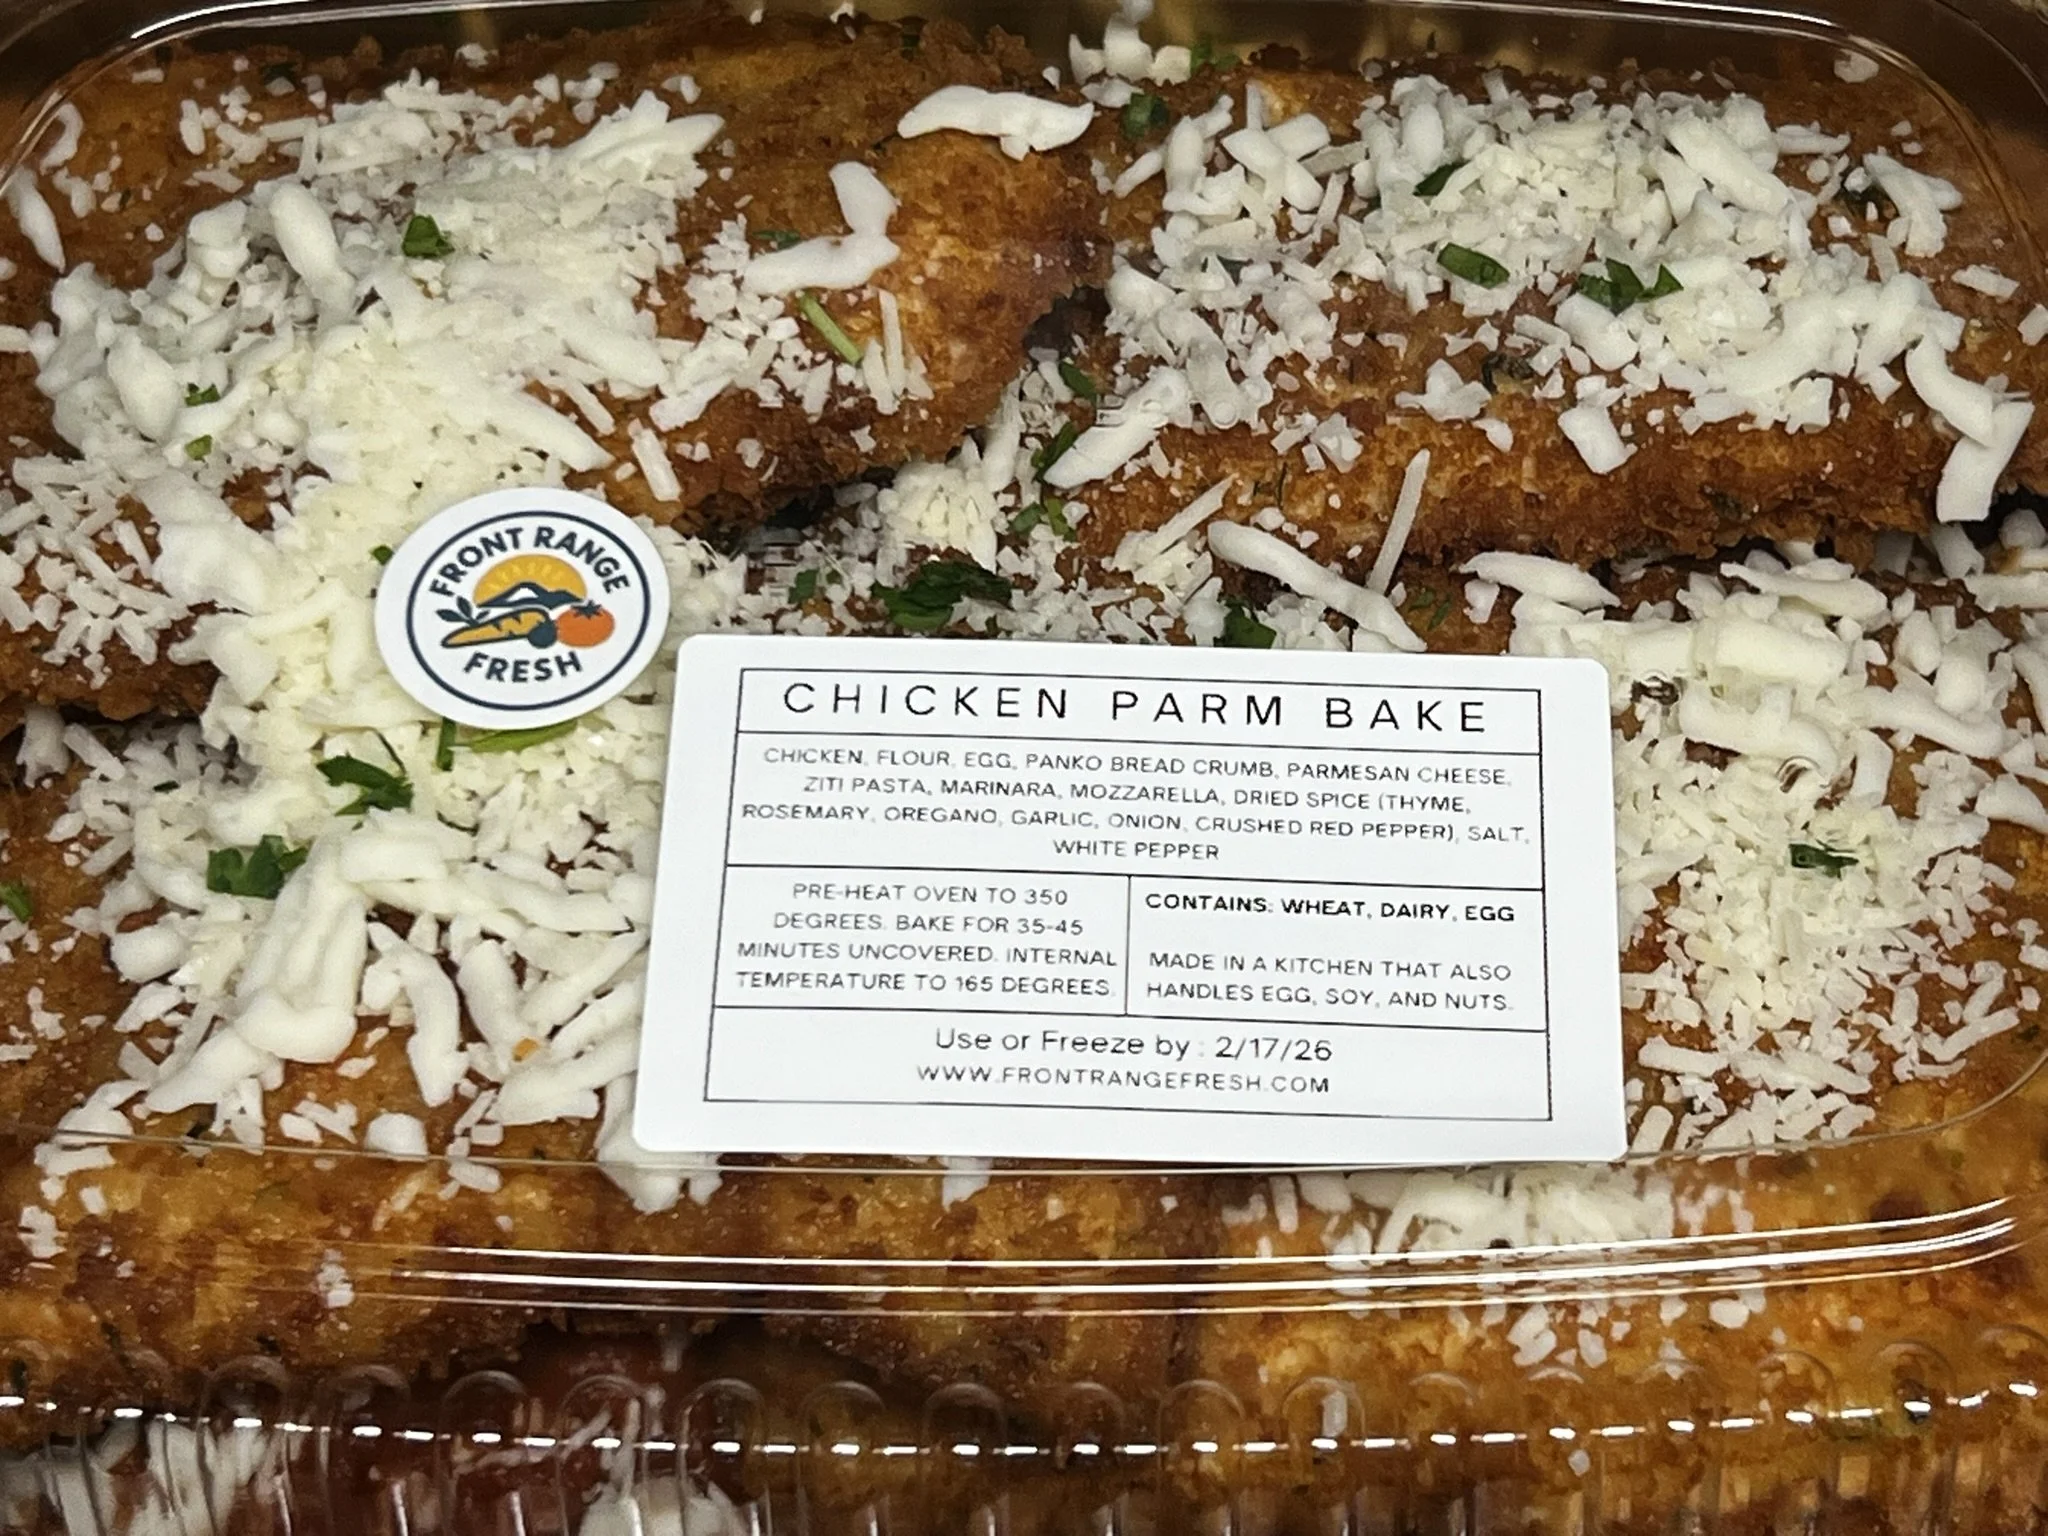 FRONT RANGE
FRESH
CHICKEN PARM BAKE
CHICKEN, FLOUR, EGG, PANKO BREAD CRUMB, PARMESAN CHEESE,
ZITI PASTA, MARINARA, MOZZARELLA, DRIED SPICE (THYME,
ROSEMARY, OREGANO, GARLIC, ONION, CRUSHED RED PEPPER), SALT,
WHITE PEPPER
PRE-HEAT OVEN TO 350
DEGREES. BAKE FOR 35-45
MINUTES UNCOVERED. INTERNAL
TEMPERATURE TO 165 DEGREES.
CONTAINS: WHEAT, DAIRY, EGG
MADE IN A KITCHEN THAT ALSO
HANDLES EGG, SOY, AND NUTS.
Use or Freeze by : 2/17/26
WWW.FRONTRANGEFRESH.COM